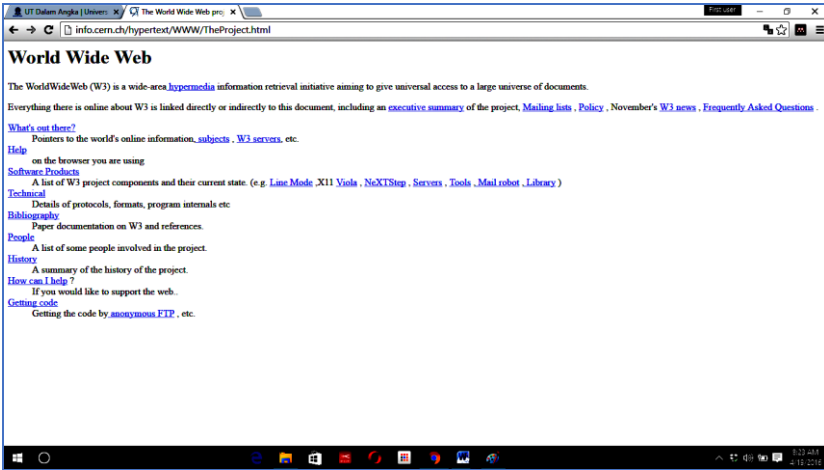 UT Dalam Angka | Univers
The World Wide Web proj
First user
info.cern.ch/hypertext/WWW/TheProject.html
World Wide Web
The WorldWideWeb (W3) is a wide-area hypermedia information retrieval initiative aiming to give universal access to a large universe of documents.
Everything there is online about W3 is linked directly or indirectly to this document, including an executive summary of the project, Mailing lists , Policy , November's W3 news , Frequently Asked Questions .
What's out there?
Pointers to the world's online information, subjects , W3 servers, etc.
Help
on the browser you are using
Software Products
A list of W3 project components and their current state. (e.g. Line Mode ,X11 Viola , NeXTStep , Servers , Tools , Mail robot , Library )
Technical
Details of protocols, formats, program internals etc
Bibliography
Paper documentation on W3 and references.
People
A list of some people involved in the project.
History
A summary of the history of the project.
How can I help ?
If you would like to support the web..
Getting code
Getting the code by anonymous FTP , etc.
9:23 AM
4/19/2016